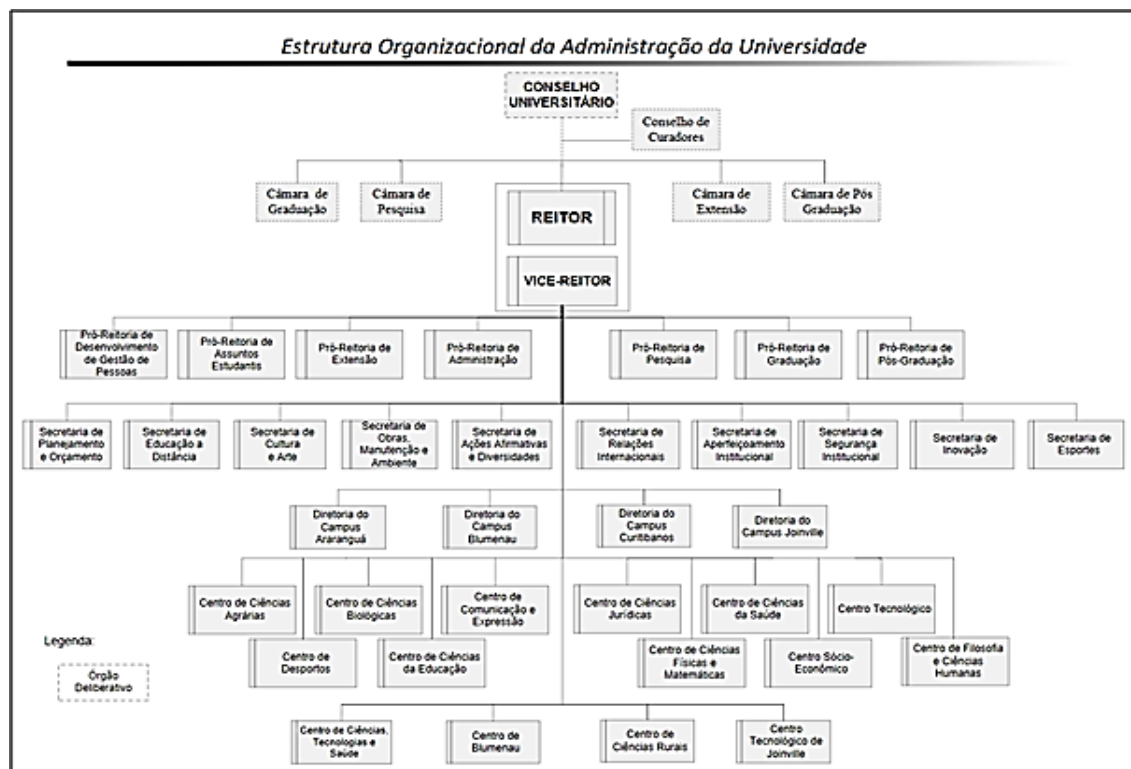 Estrutura Organizacional da Administração da Universidade
CONSELHO
UNIVERSITÁRIO
Conselho de
Curadores
Câmara de
Graduação
Câmara de
Pesquisa
Câmara de
Extensão
Câmara de Pós
Graduação
REITOR
VICE-REITOR
Pró-Reitoria de
Desenvolvimento
de Gestão de
Pessoas
Pró-Reitoria de
Assuntos
Estudantis
Pró-Reitoria de
Extensão
Pró-Reitoria de
Administração
Pró-Reitoria de
Pesquisa
Pró-Reitoria de
Graduação
Pró-Reitoria de
Pós-Graduação
Secretaria de
Planejamento
e Orçamento
Secretaria de
Educação a
Distância
Secretaria de
Cultura
e Arte
Secretaria de
Obras,
Manutenção e
Ambiente
Secretaria de
Ações Afirmativas
e Diversidades
Secretaria de
Relações
Internacionais
Secretaria de
Aperfeiçoamento
Institucional
Secretaria de
Segurança
Institucional
Secretaria de
Inovação
Secretaria de
Esportes
Diretoria do
Campus
Araranguá
Diretoria do
Campus
Blumenau
Diretoria do
Campus
Curitibanos
Diretoria do
Campus Joinville
Centro de Ciências
Agrárias
Centro de Ciências
Biológicas
Centro de
Comunicação e
Expressão
Centro de Ciências
Jurídicas
Centro de Ciências
da Saúde
Centro Tecnológico
Centro de
Desportos
Centro de Ciências
da Educação
Centro de Ciências
Físicas e
Matemáticas
Centro Sócio-
Econômico
Centro de Filosofia
e Ciências
Humanas
Legenda:
Órgão
Deliberativo
Centro de Ciências,
Tecnologias e
Saúde
Centro de
Blumenau
Centro de
Ciências Rurais
Centro
Tecnológico de
Joinville